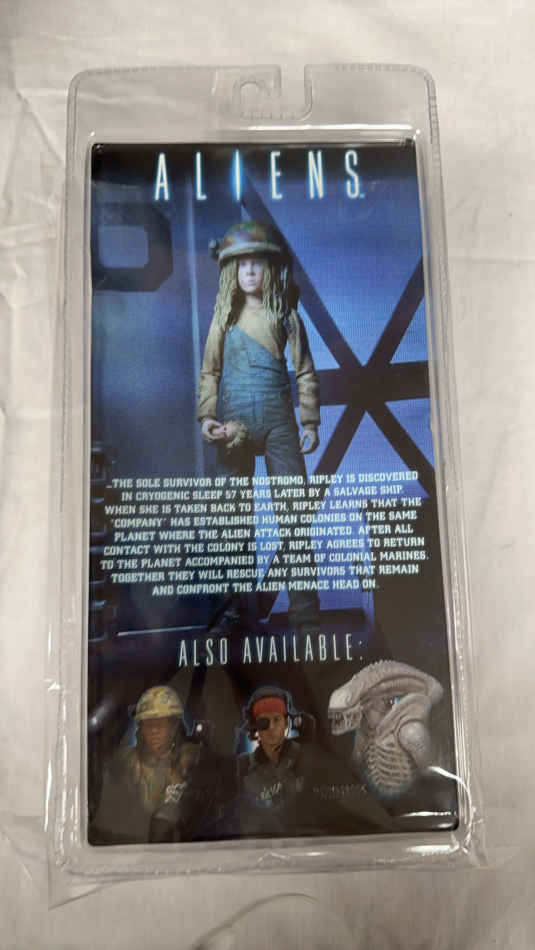 ALIENS™
...THE SOLE SURVIVOR OF THE NOSTROMO, RIPLEY IS DISCOVERED
IN CRYOGENIC SLEEP 57 YEARS LATER BY A SALVAGE SHIP.
WHEN SHE IS TAKEN BACK TO EARTH, RIPLEY LEARNS THAT THE
'COMPANY' HAS ESTABLISHED HUMAN COLONIES ON THE SAME
PLANET WHERE THE ALIEN ATTACK ORIGINATED. AFTER ALL
CONTACT WITH THE COLONY IS LOST, RIPLEY AGREES TO RETURN
TO THE PLANET ACCOMPANIED BY A TEAM OF COLONIAL MARINES.
TOGETHER THEY WILL RESCUE ANY SURVIVORS THAT REMAIN
AND CONFRONT THE ALIEN MENACE HEAD ON.
ALSO AVAILABLE: